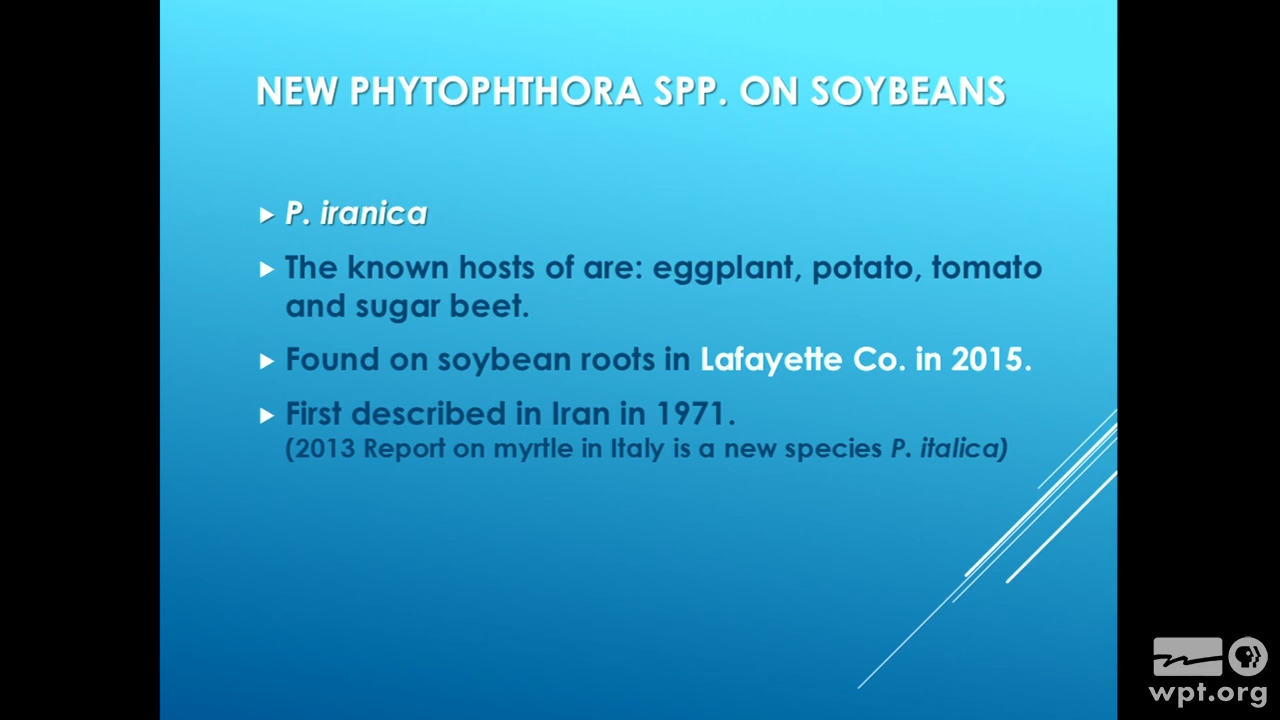 NEW PHYTOPHTHORA SPP. ON SOYBEANS
P. iranica
The known hosts of are: eggplant, potato, tomato
and sugar beet.
Found on soybean roots in Lafayette Co. in 2015.
First described in Iran in 1971.
(2013 Report on myrtle in Italy is a new species P. italica)
wpt.org